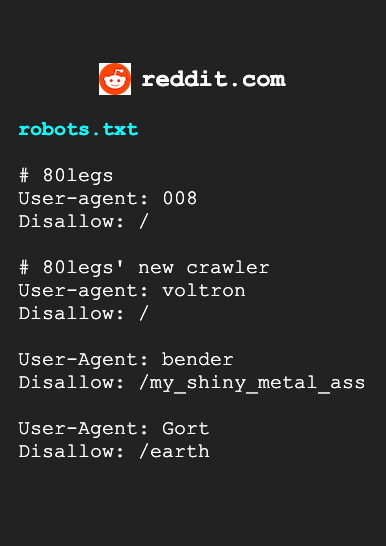 reddit.com
robots.txt
# 80legs
User-agent: 008
Disallow: /
# 80legs' new crawler
User-agent: voltron
Disallow: /
User-Agent: bender
Disallow: /my_shiny_metal_ass
User-Agent: Gort
Disallow: /earth